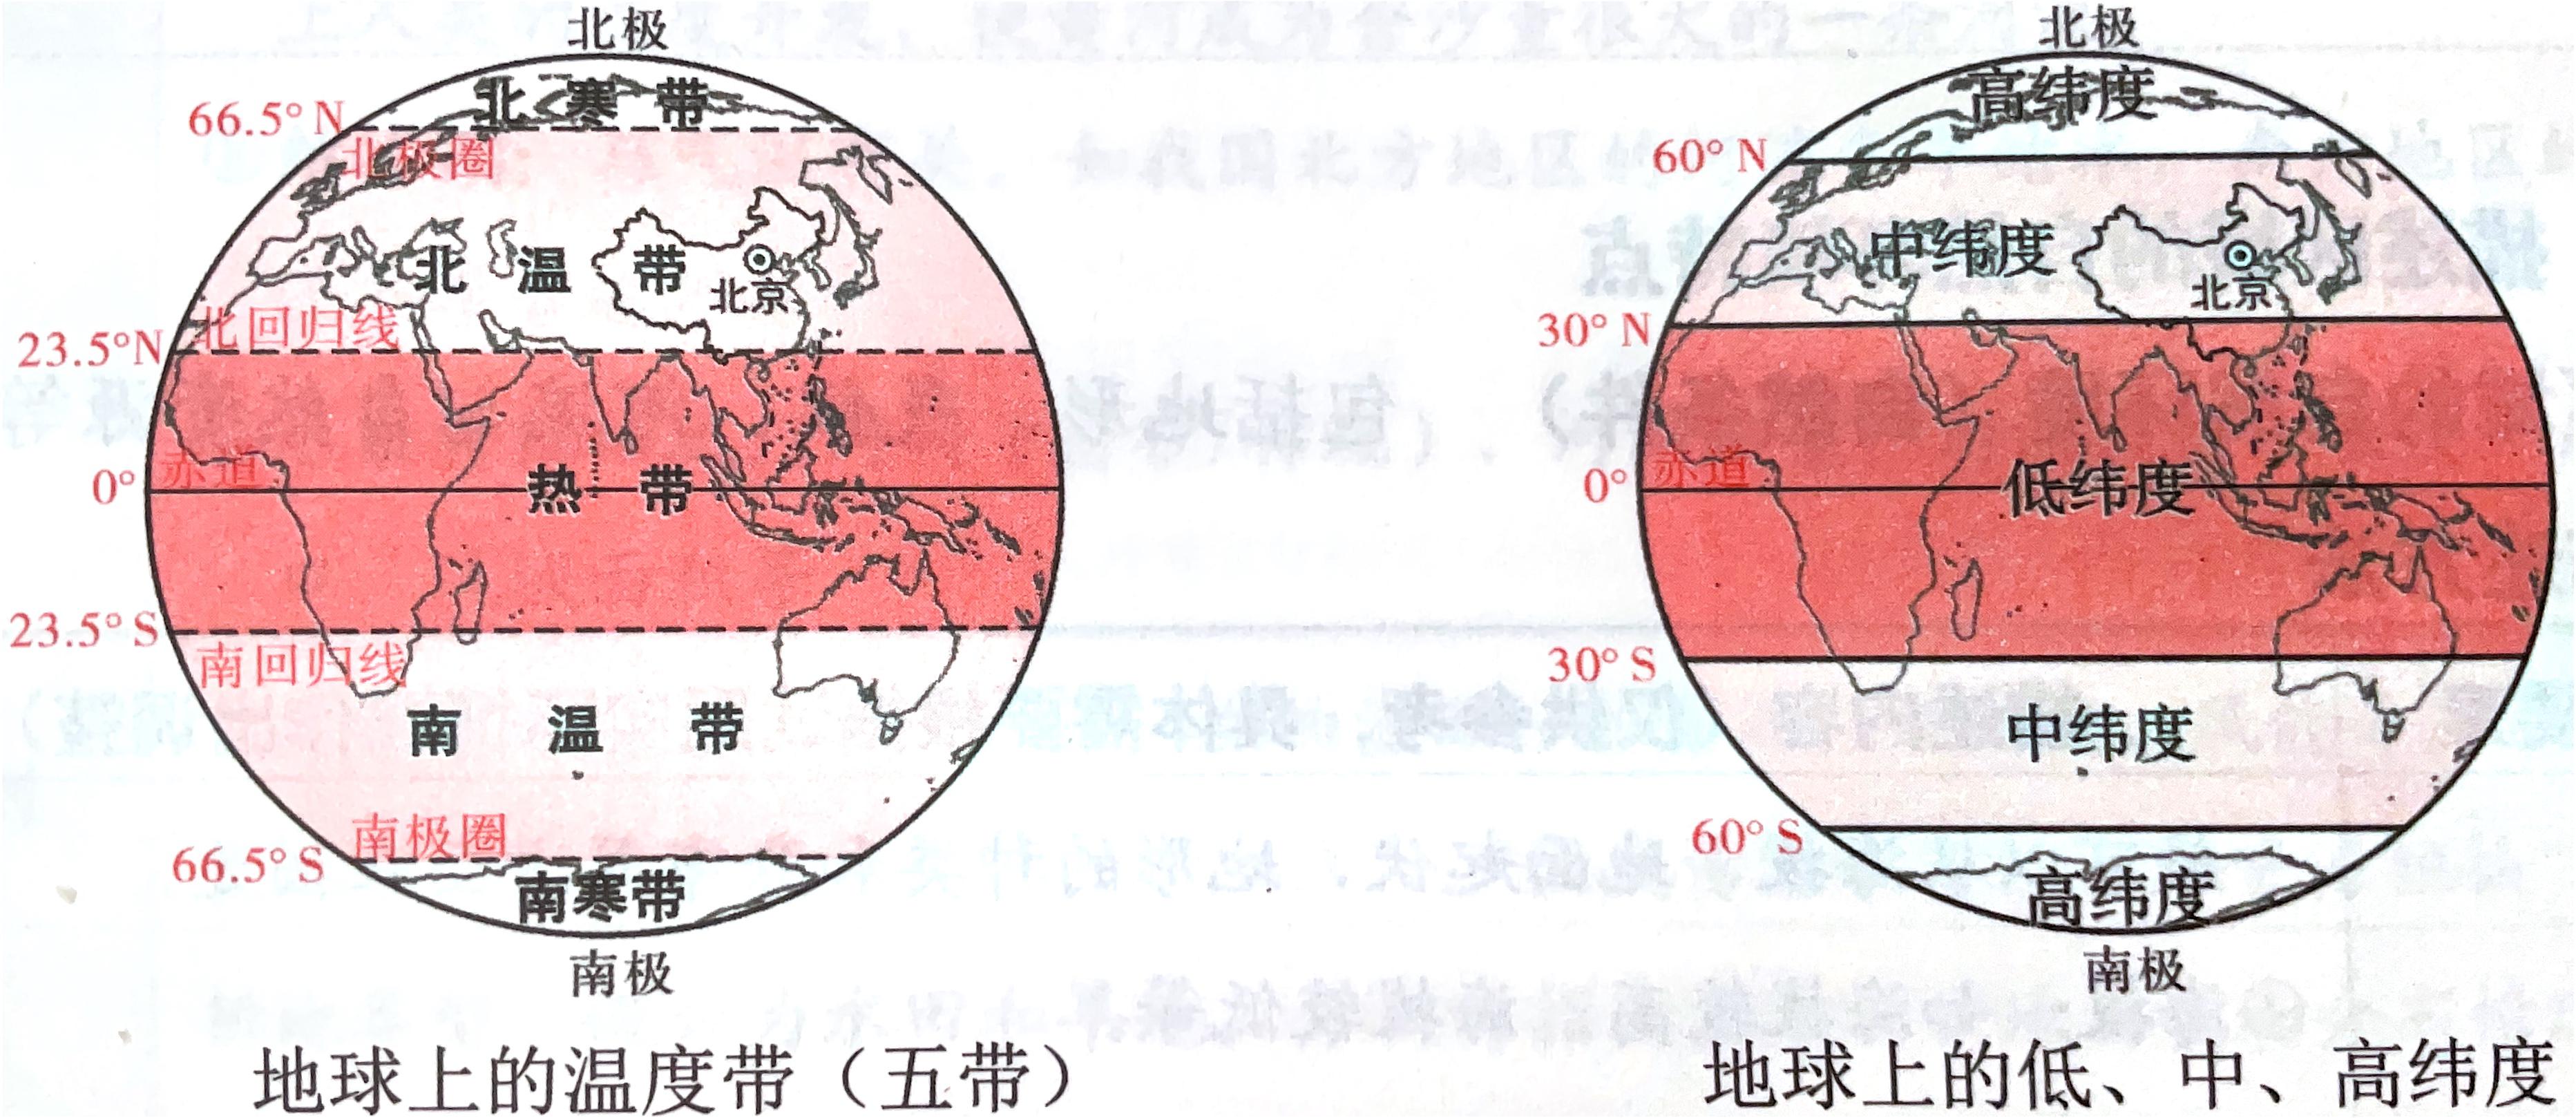 北极
北寒带
66.5° N
北极圈
北温带
北京
北回归线
23.5°N
赤道
0°
热带
23.5° S
南回归线
南温带
南极圈
66.5° S
南寒带
南极
地球上的温度带（五带）
北极
高纬度
60° N
中纬度
北京
30° N
赤道
0°
低纬度
30° S
中纬度
60° S
高纬度
南极
地球上的低、中、高纬度